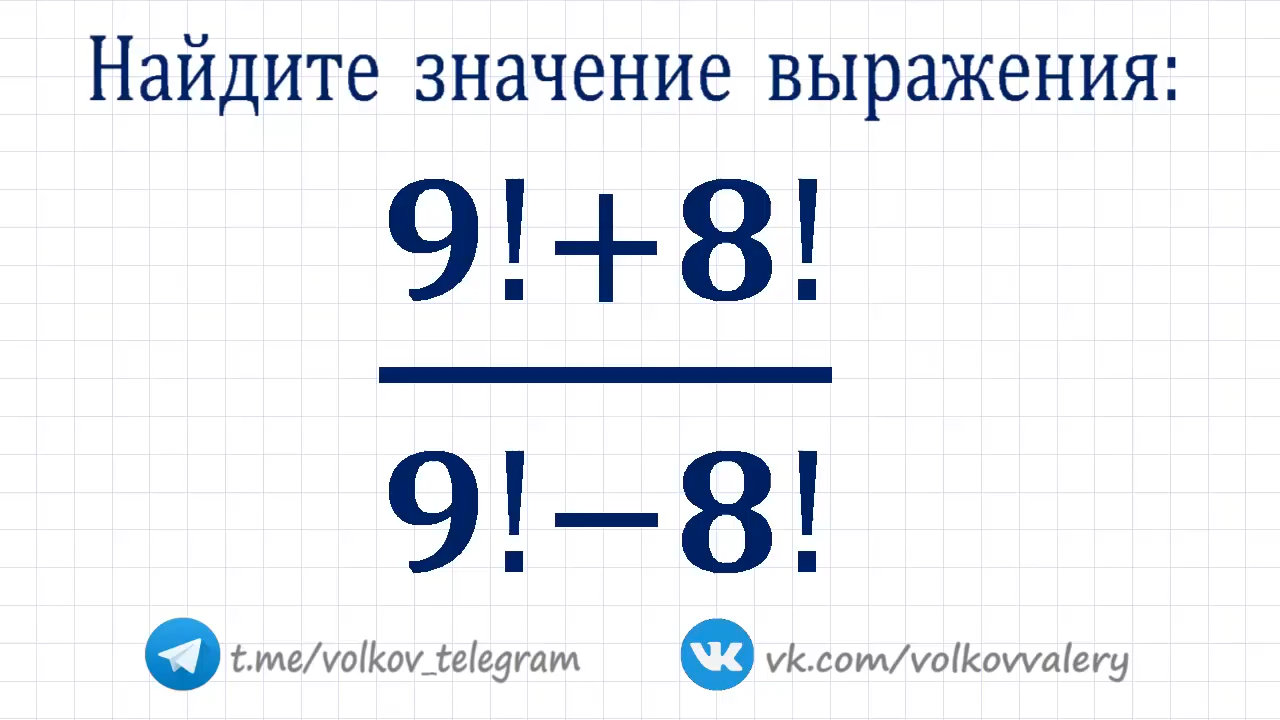 Найдите значение выражения:
9!+8!
9!−8!
t.me/volkov_telegram
vk.com/volkovvalery